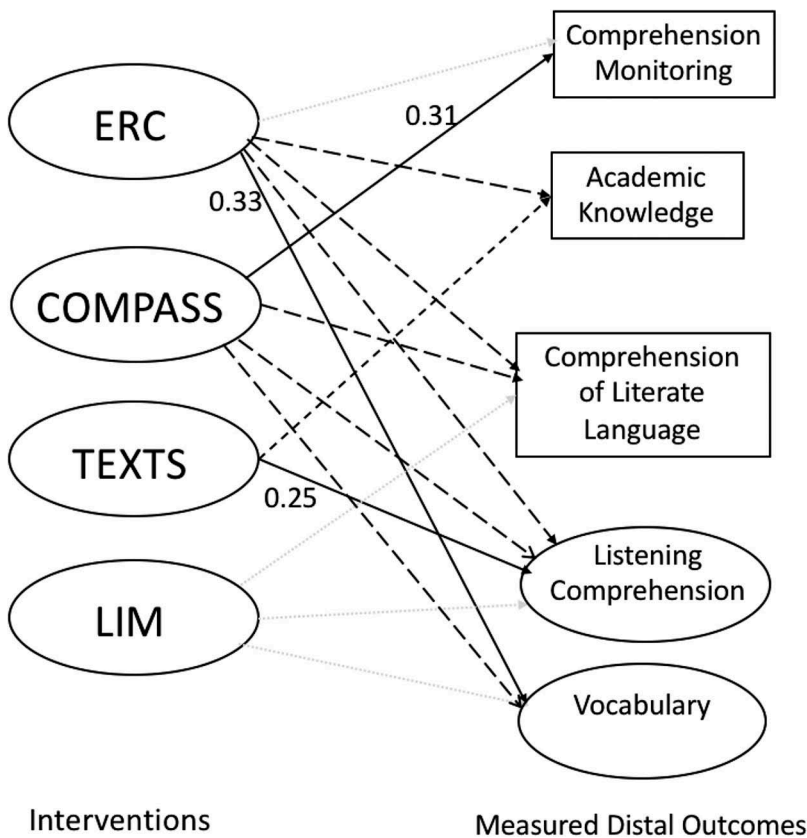 Comprehension
Monitoring
ERC
0.31
Academic
Knowledge
0.33
COMPASS
Comprehension
of Literate
Language
TEXTS
0.25
Listening
Comprehension
LIM
Vocabulary
Interventions
Measured Distal Outcomes